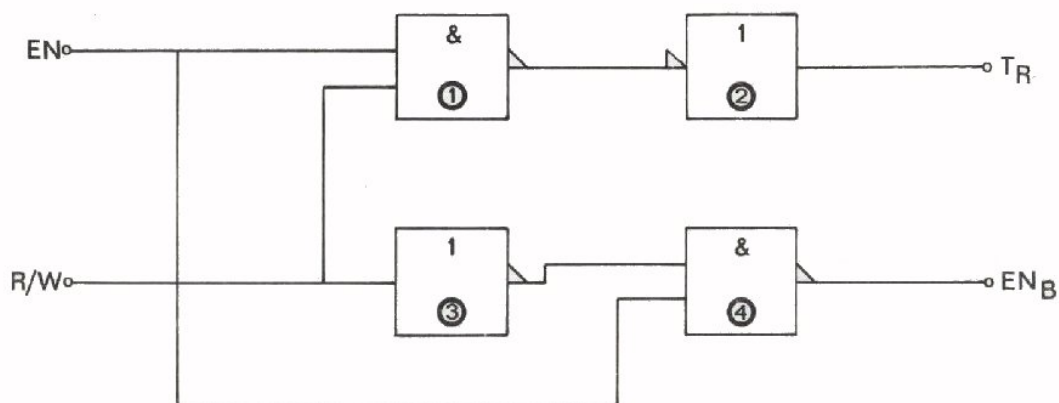 EN
&
①
1
②
T_R
R/W
1
③
&
④
EN_B